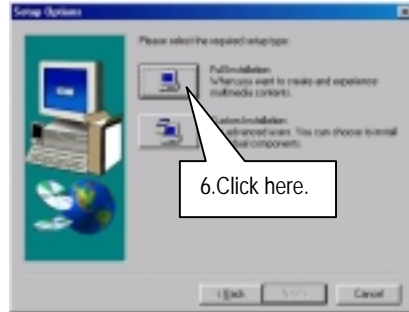 Setup Options
Please select the required setup type:
Full Installation
When you want to create and experience
multimedia contents.
Custom Installation
advanced users. You can choose to install
components.
6.Click here.
< Back
Next >
Cancel